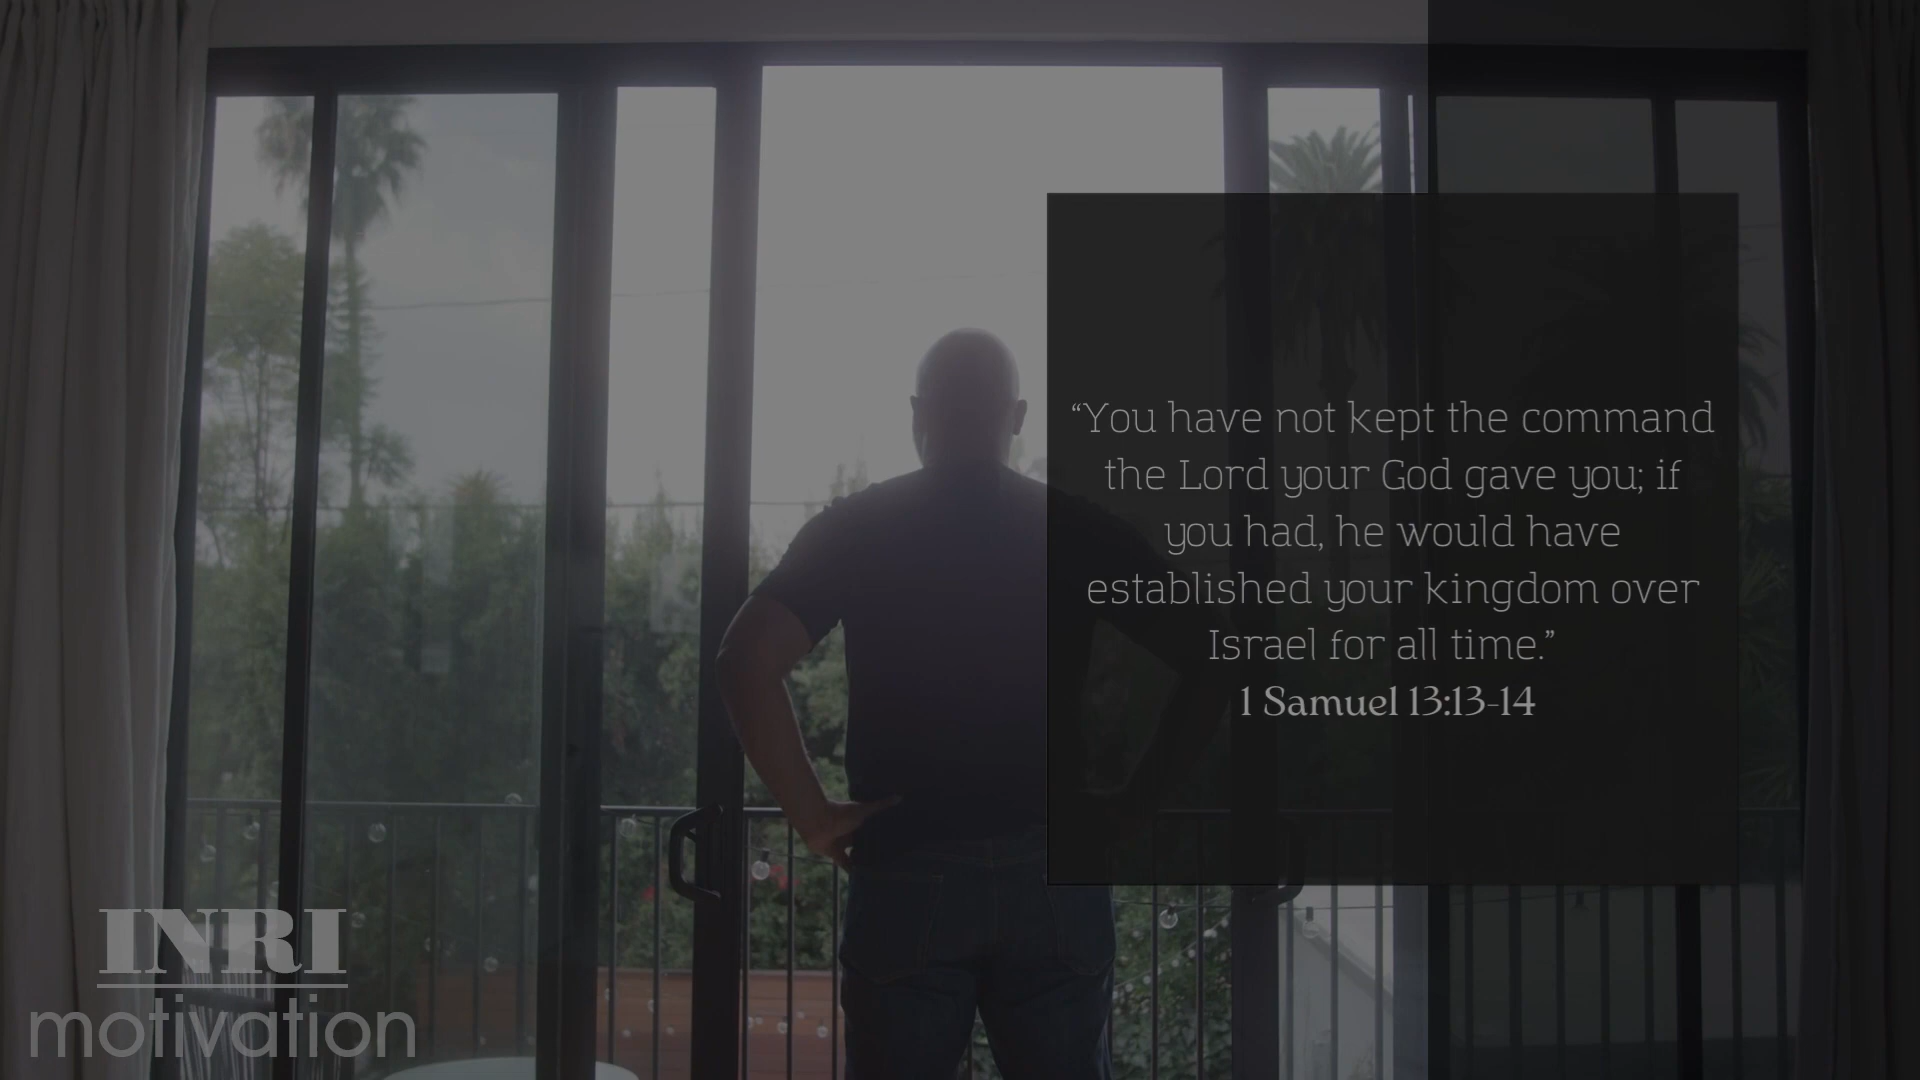 “You have not kept the command
the Lord your God gave you; if
you had, he would have
established your kingdom over
Israel for all time.”
1 Samuel 13:13-14
INRI
motivation